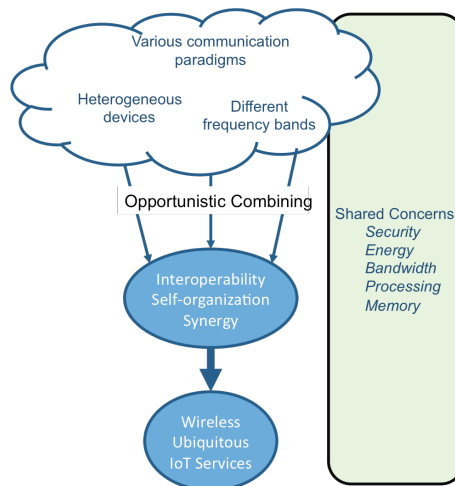 Various communication
paradigms
Heterogeneous
devices
Different
frequency bands
Opportunistic Combining
Interoperability
Self-organization
Synergy
Wireless
Ubiquitous
IoT Services
Shared Concerns
Security
Energy
Bandwidth
Processing
Memory